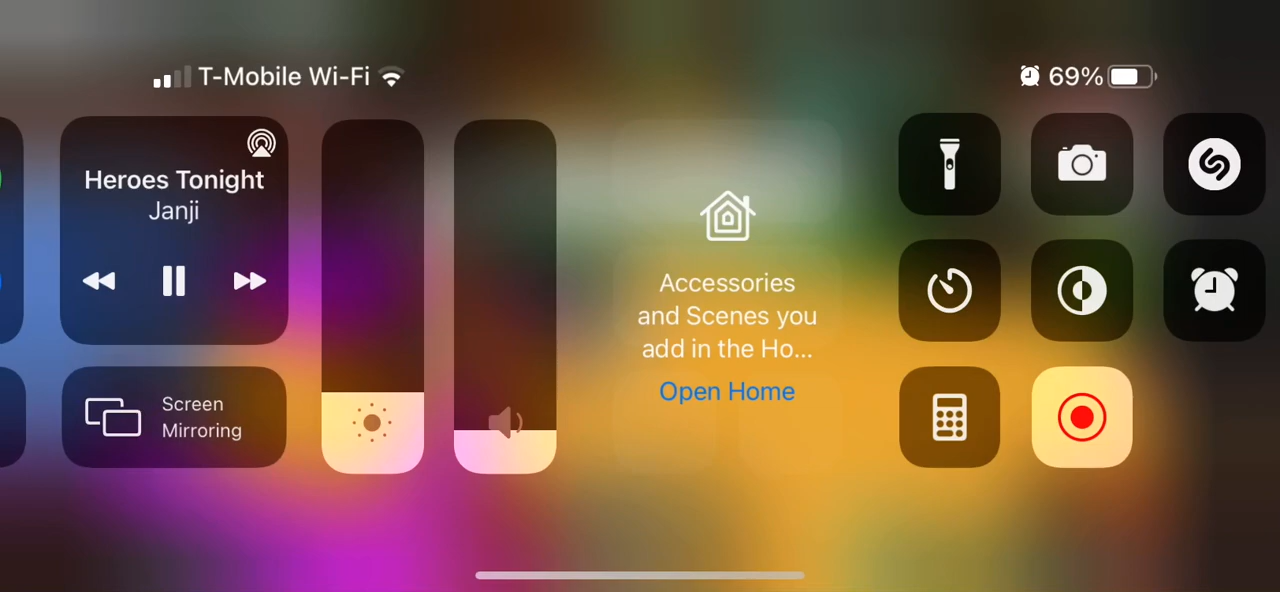 T-Mobile Wi-Fi
69%
Heroes Tonight
Janji
Screen
Mirroring
Accessories
and Scenes you
add in the Ho...
Open Home